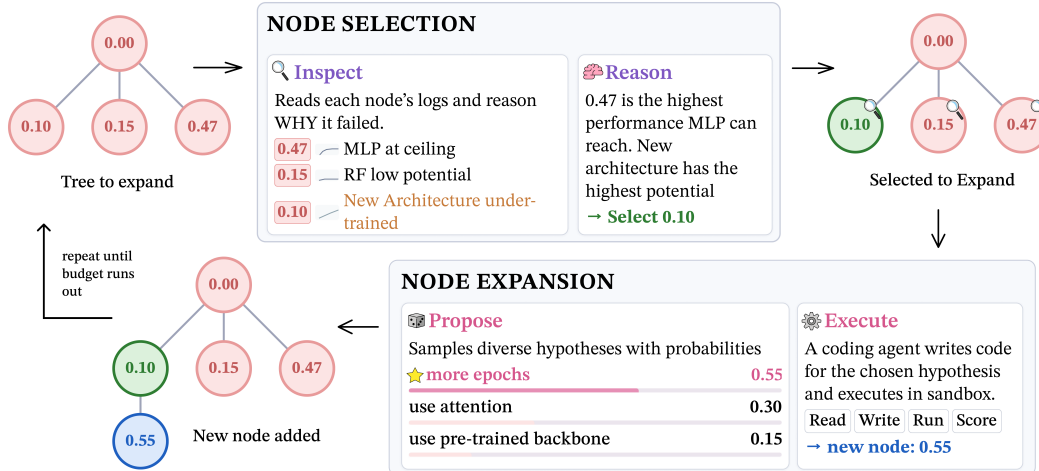 0.00
0.10
0.15
0.47
Tree to expand
NODE SELECTION
Inspect
Reads each node's logs and reason
WHY it failed.
0.47 MLP at ceiling
0.15 RF low potential
0.10 New Architecture under-
trained
Reason
0.47 is the highest
performance MLP can
reach. New
architecture has the
highest potential
→ Select 0.10
0.00
0.10
0.15
0.47
Selected to Expand
repeat until
budget runs
out
0.00
0.10
0.15
0.47
0.55
New node added
NODE EXPANSION
Propose
Samples diverse hypotheses with probabilities
more epochs 0.55
use attention 0.30
use pre-trained backbone 0.15
Execute
A coding agent writes code
for the chosen hypothesis
and executes in sandbox.
Read Write Run Score
→ new node: 0.55